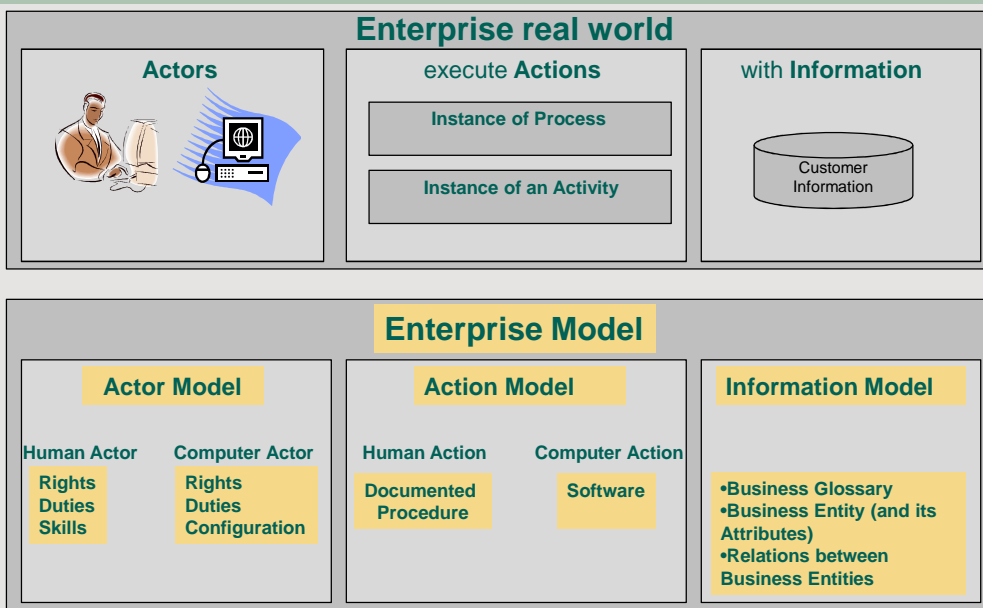 Enterprise real world
Actors
execute Actions
with Information
Instance of Process
Instance of an Activity
Customer
Information
Enterprise Model
Actor Model
Human Actor
Computer Actor
Rights
Duties
Skills
Rights
Duties
Configuration
Action Model
Human Action
Computer Action
Documented
Procedure
Software
Information Model
•Business Glossary
•Business Entity (and its
Attributes)
•Relations between
Business Entities